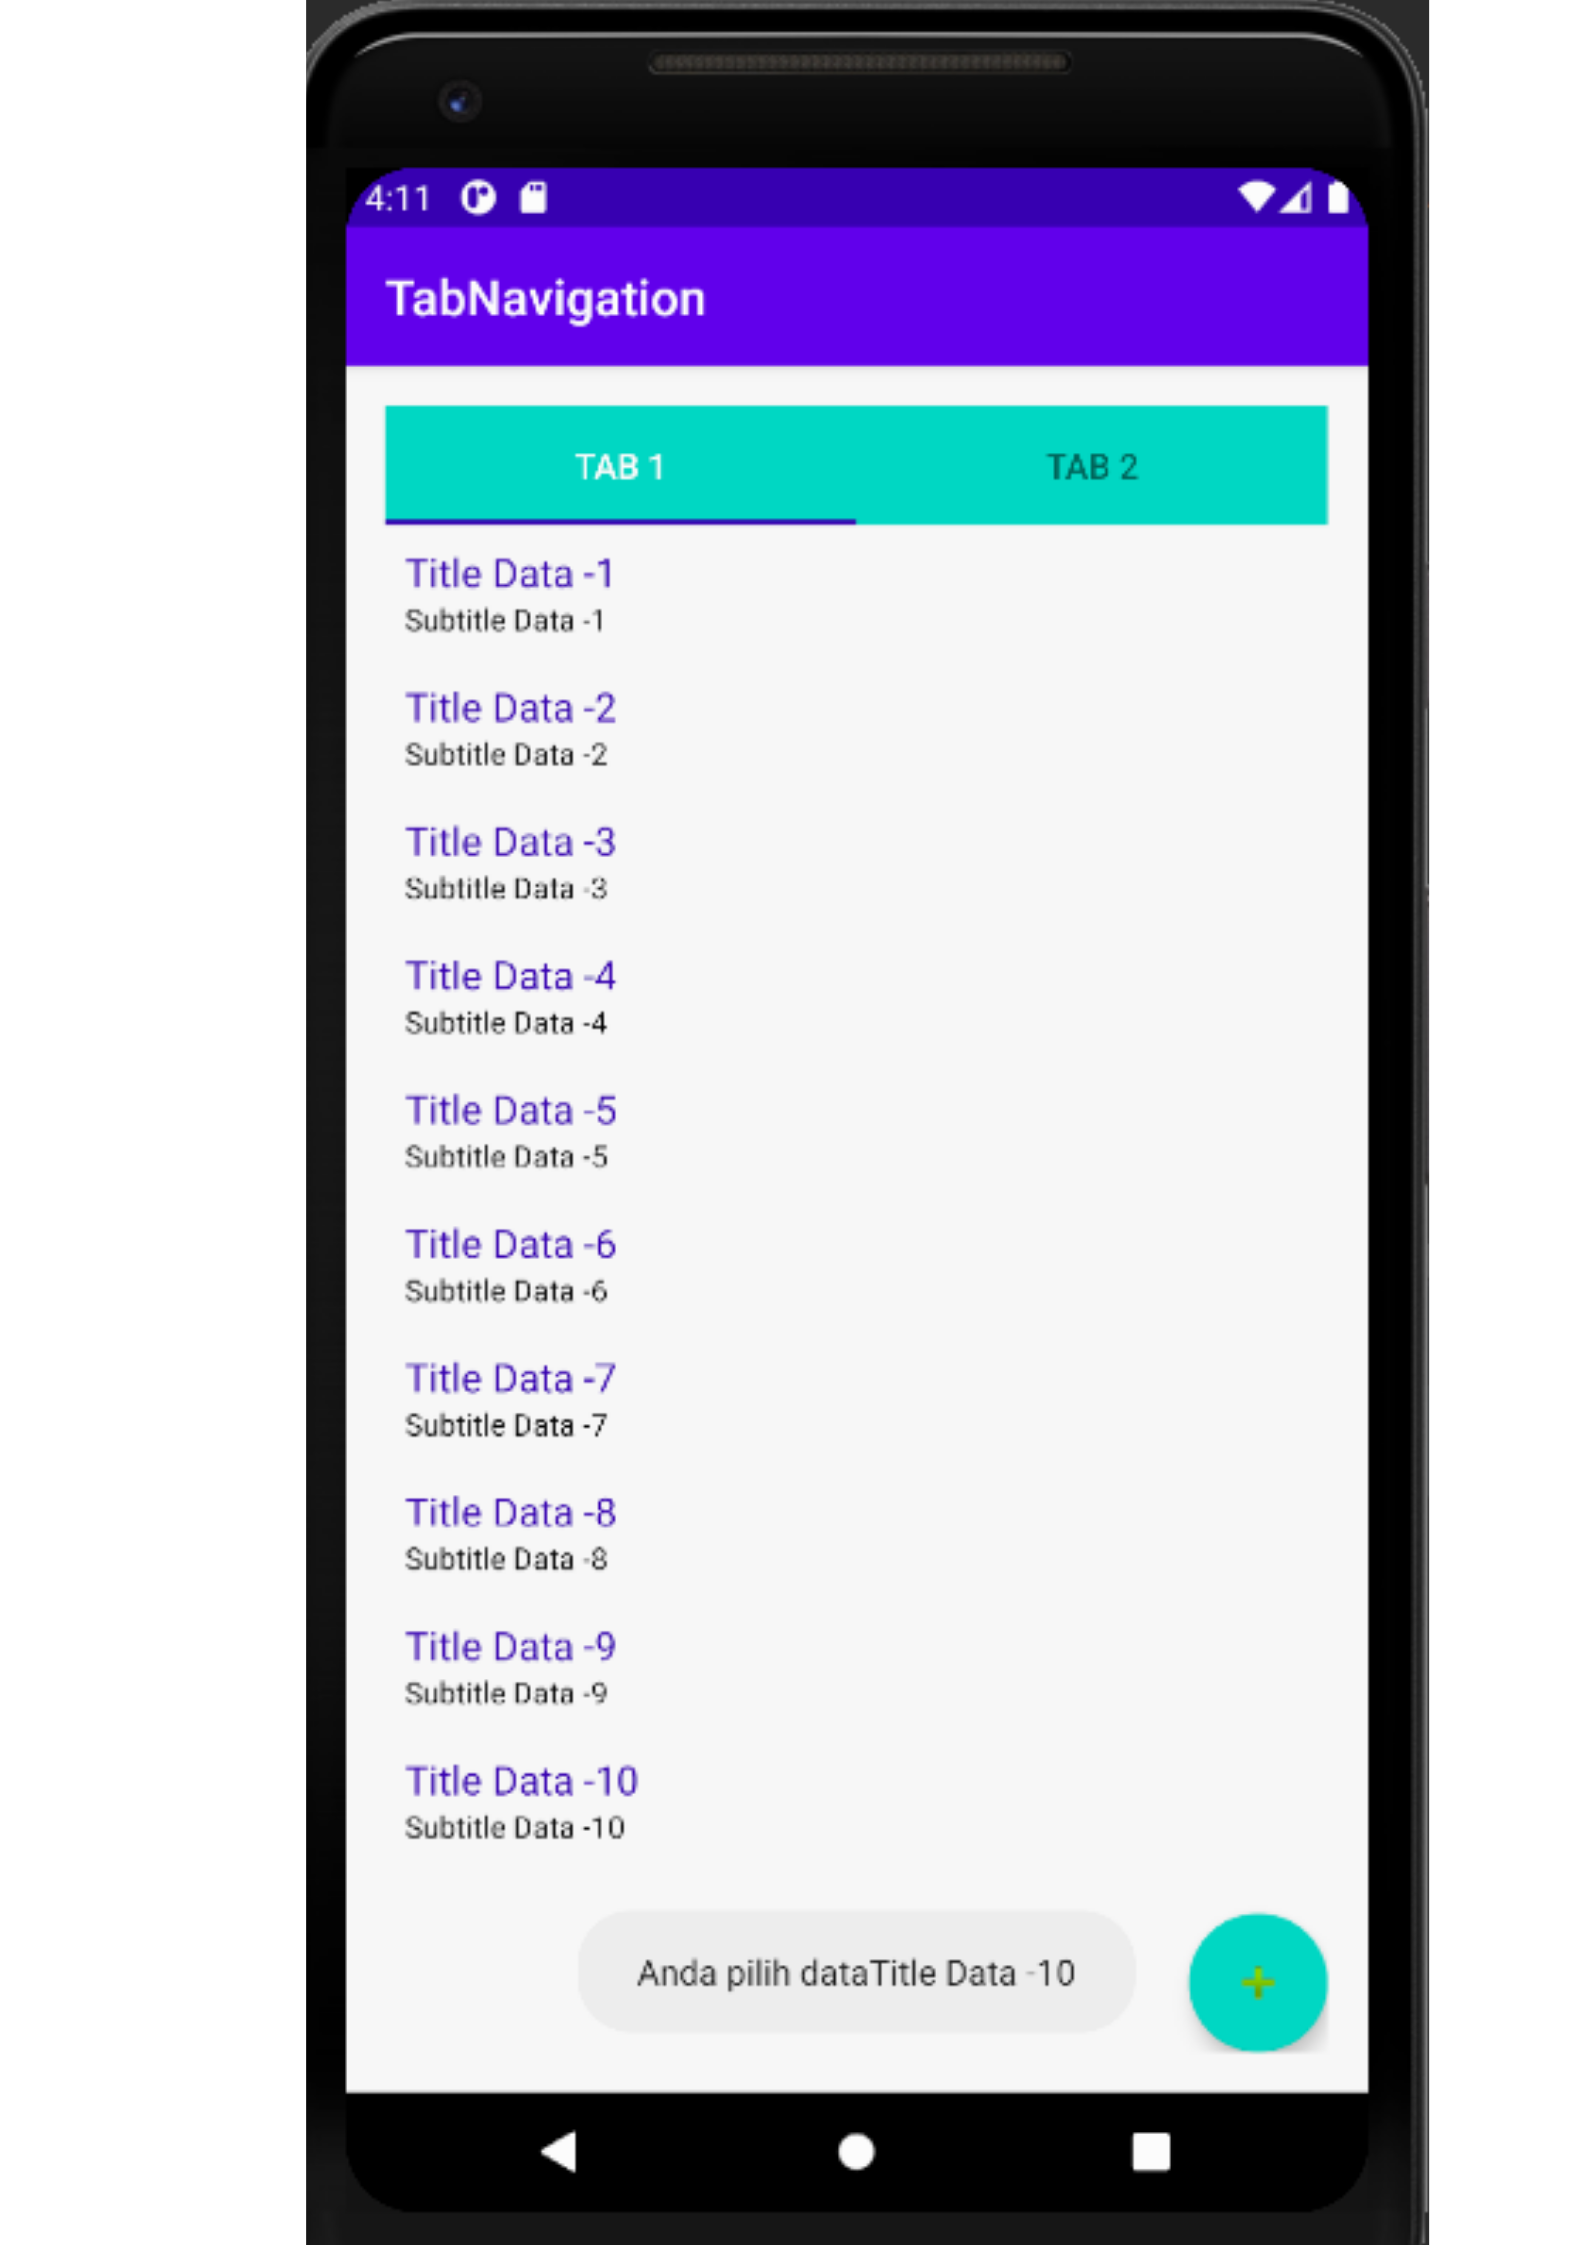 4:11
TabNavigation
TAB 1 TAB 2
Title Data -1
Subtitle Data -1
Title Data -2
Subtitle Data -2
Title Data -3
Subtitle Data -3
Title Data -4
Subtitle Data -4
Title Data -5
Subtitle Data -5
Title Data -6
Subtitle Data -6
Title Data -7
Subtitle Data -7
Title Data -8
Subtitle Data -8
Title Data -9
Subtitle Data -9
Title Data -10
Subtitle Data -10
Anda pilih dataTitle Data -10
+